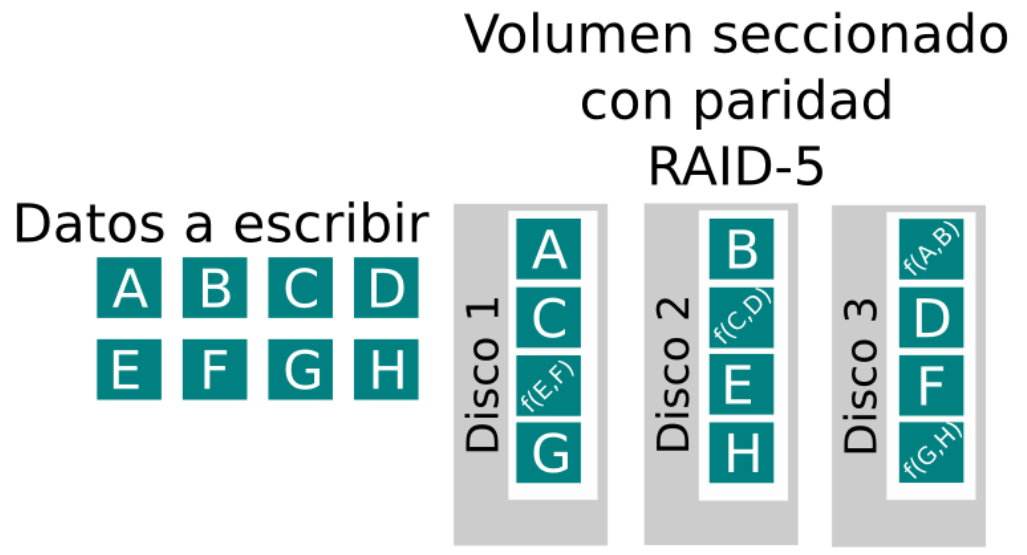 Volumen seccionado
con paridad
RAID-5
Datos a escribir
A B C D
E F G H
Disco 1
A
C
f(E,F)
G
Disco 2
B
f(C,D)
E
H
Disco 3
f(A,B)
D
F
f(G,H)